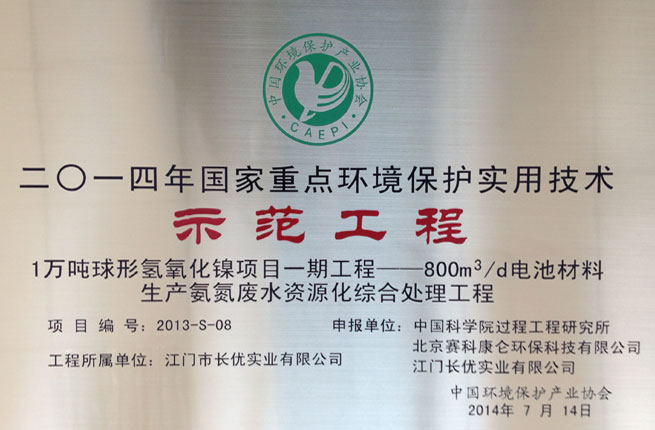 中国环境保护产业协会
CAEPI
二〇一四年国家重点环境保护实用技术
示范工程
1万吨球形氢氧化镍项目一期工程——800m³/d电池材料
生产氨氮废水资源化综合处理工程
项目编号：2013-S-08
申报单位：中国科学院过程工程研究所
北京赛科康仑环保科技有限公司
工程所属单位：江门市长优实业有限公司
江门长优实业有限公司
中国环境保护产业协会
2014年 7 月 14日